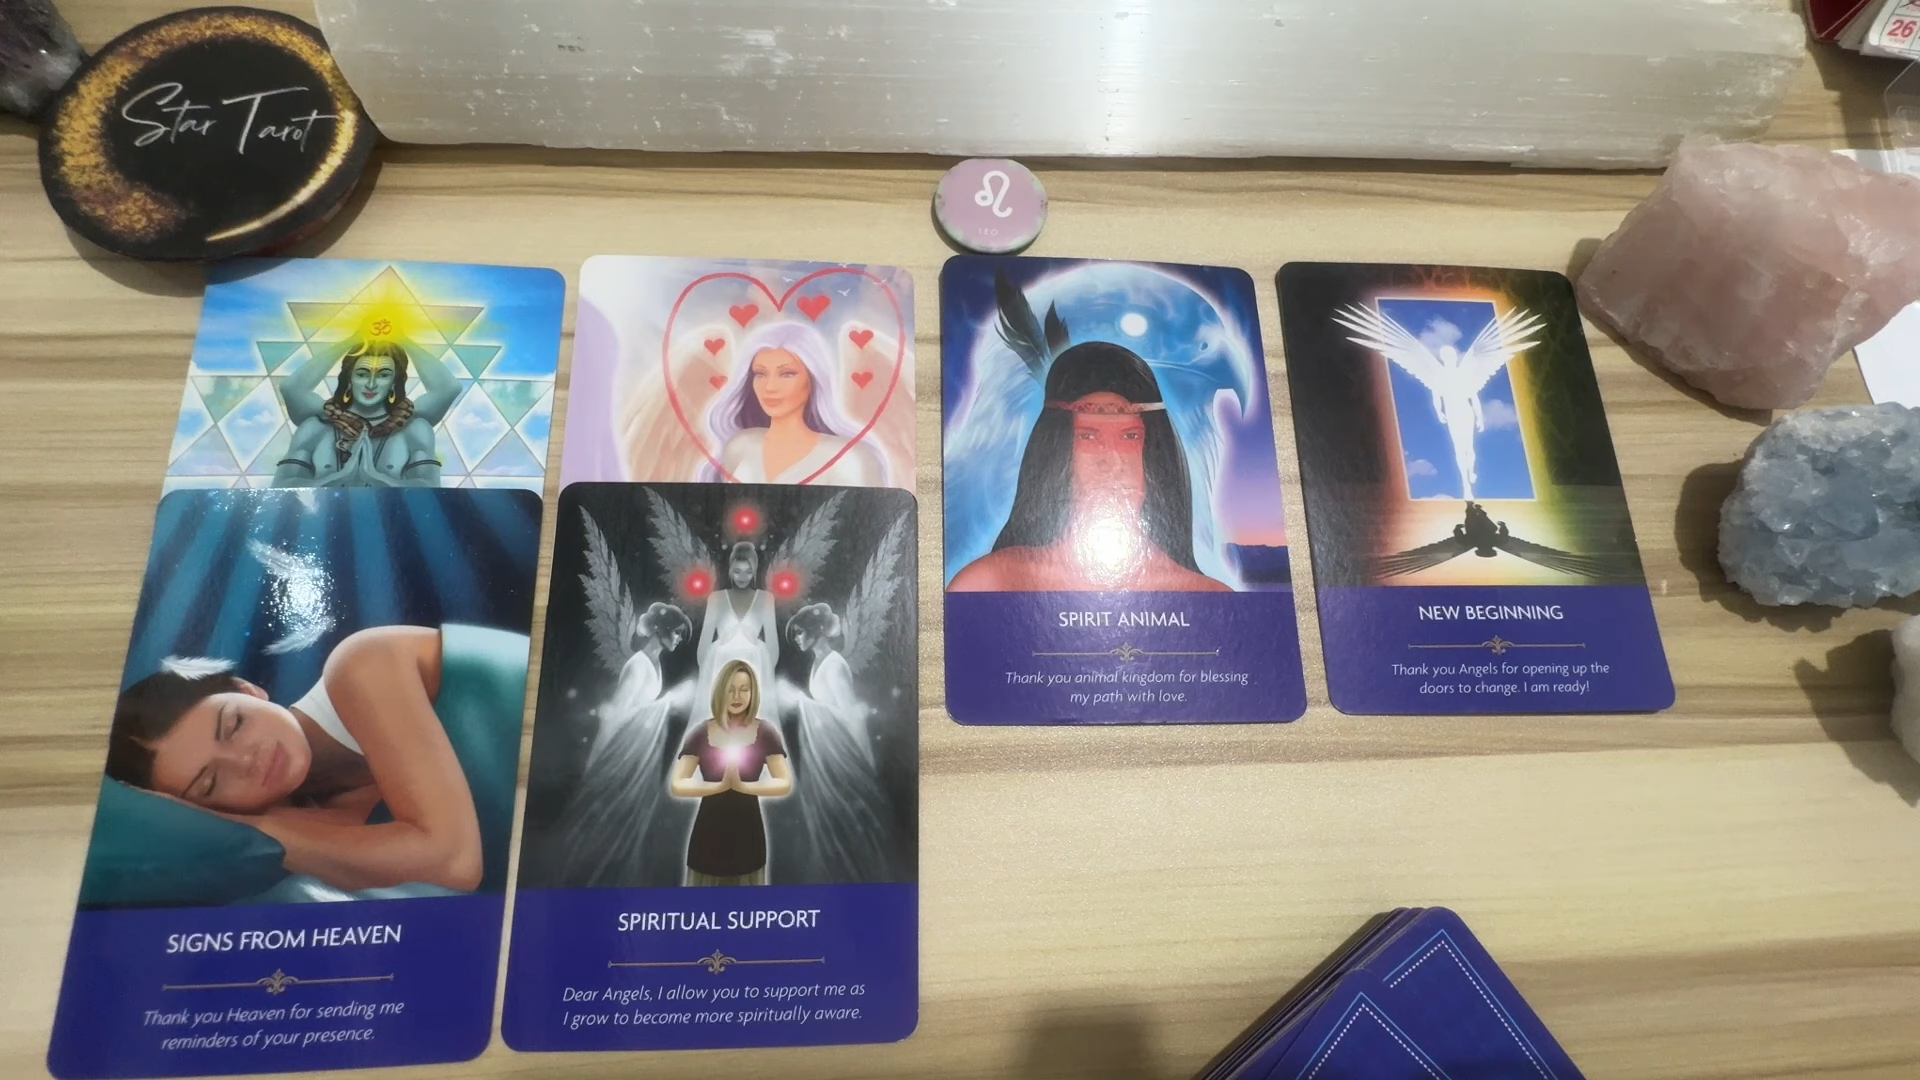 Star Tarot
26
LEO
ॐ
SPIRIT ANIMAL
Thank you animal kingdom for blessing
my path with love.
NEW BEGINNING
Thank you Angels for opening up the
doors to change. I am ready!
SIGNS FROM HEAVEN
Thank you Heaven for sending me
reminders of your presence.
SPIRITUAL SUPPORT
Dear Angels, I allow you to support me as
I grow to become more spiritually aware.